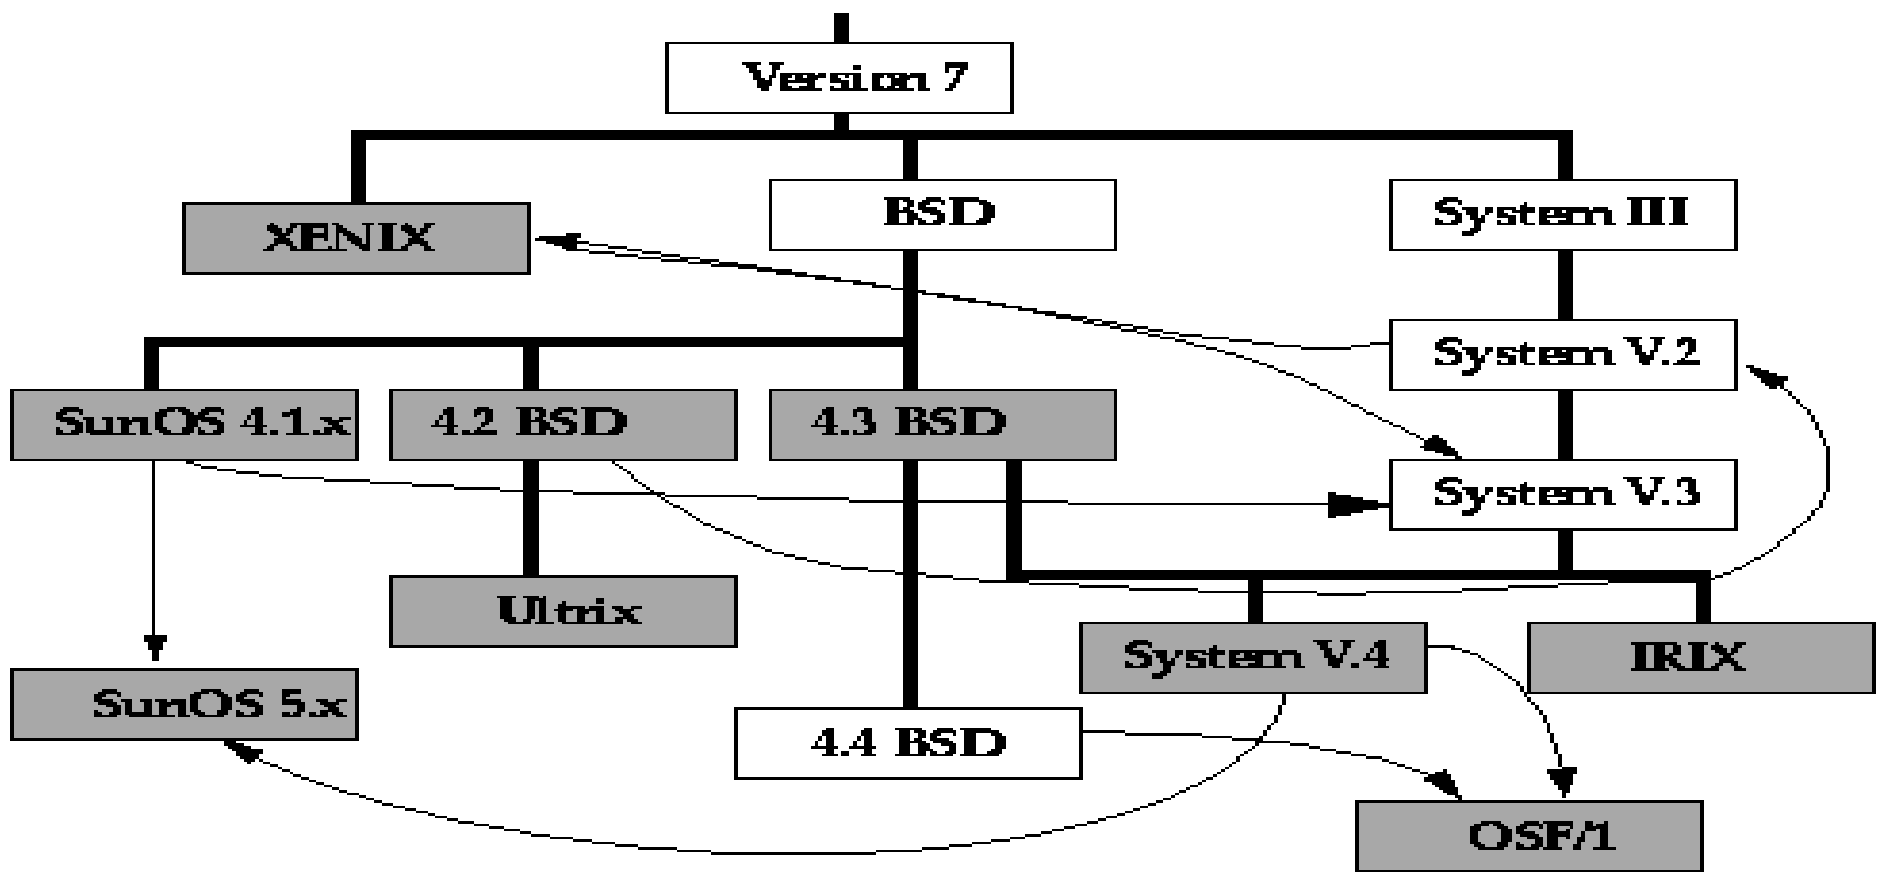 Version 7
XENIX
BSD
System III
System V.2
SunOS 4.1.x
4.2 BSD
4.3 BSD
System V.3
Ultrix
System V.4
IRIX
SunOS 5.x
4.4 BSD
OSF/1